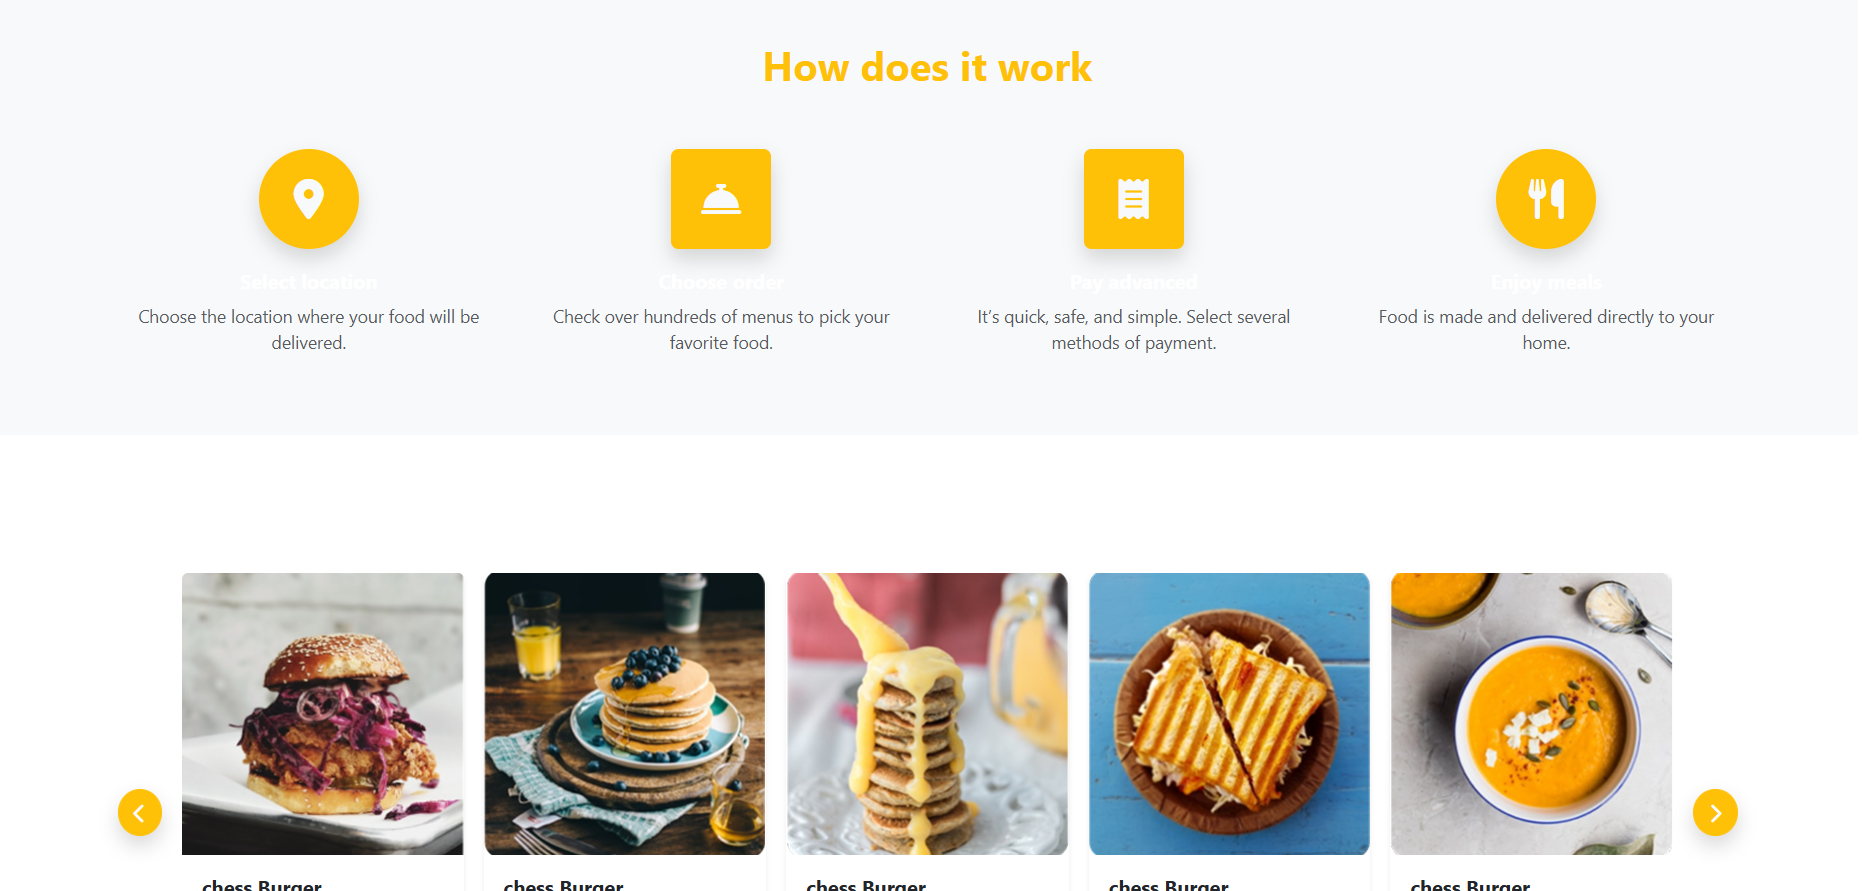 How does it work
Select location
Choose order
Pay advanced
Enjoy meals
Choose the location where your food will be
delivered.
Check over hundreds of menus to pick your
favorite food.
It’s quick, safe, and simple. Select several
methods of payment.
Food is made and delivered directly to your
home.
chess Burger
chess Burger
chess Burger
chess Burger
chess Burger